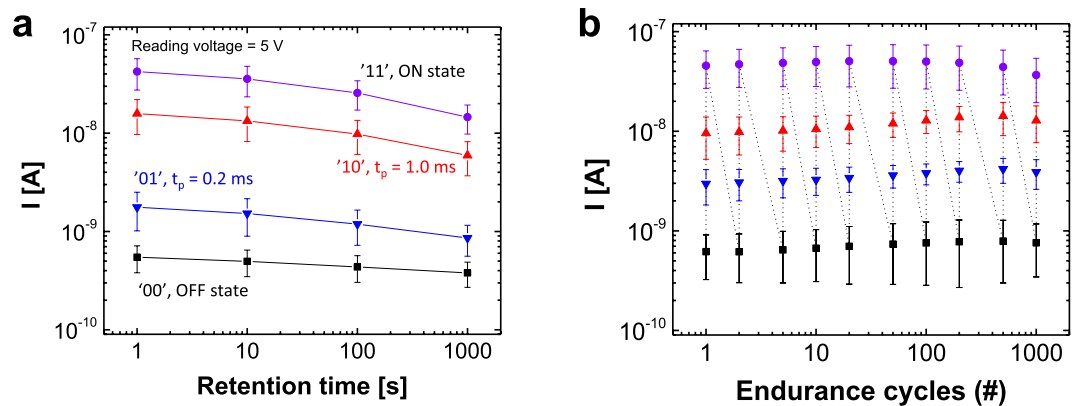 a
I [A]
10⁻⁷
10⁻⁸
10⁻⁹
10⁻¹⁰
Reading voltage = 5 V
’11’, ON state
’10’, tₚ = 1.0 ms
’01’, tₚ = 0.2 ms
‘00’, OFF state
1 10 100 1000
Retention time [s]
b
I [A]
10⁻⁷
10⁻⁸
10⁻⁹
10⁻¹⁰
1 10 100 1000
Endurance cycles (#)